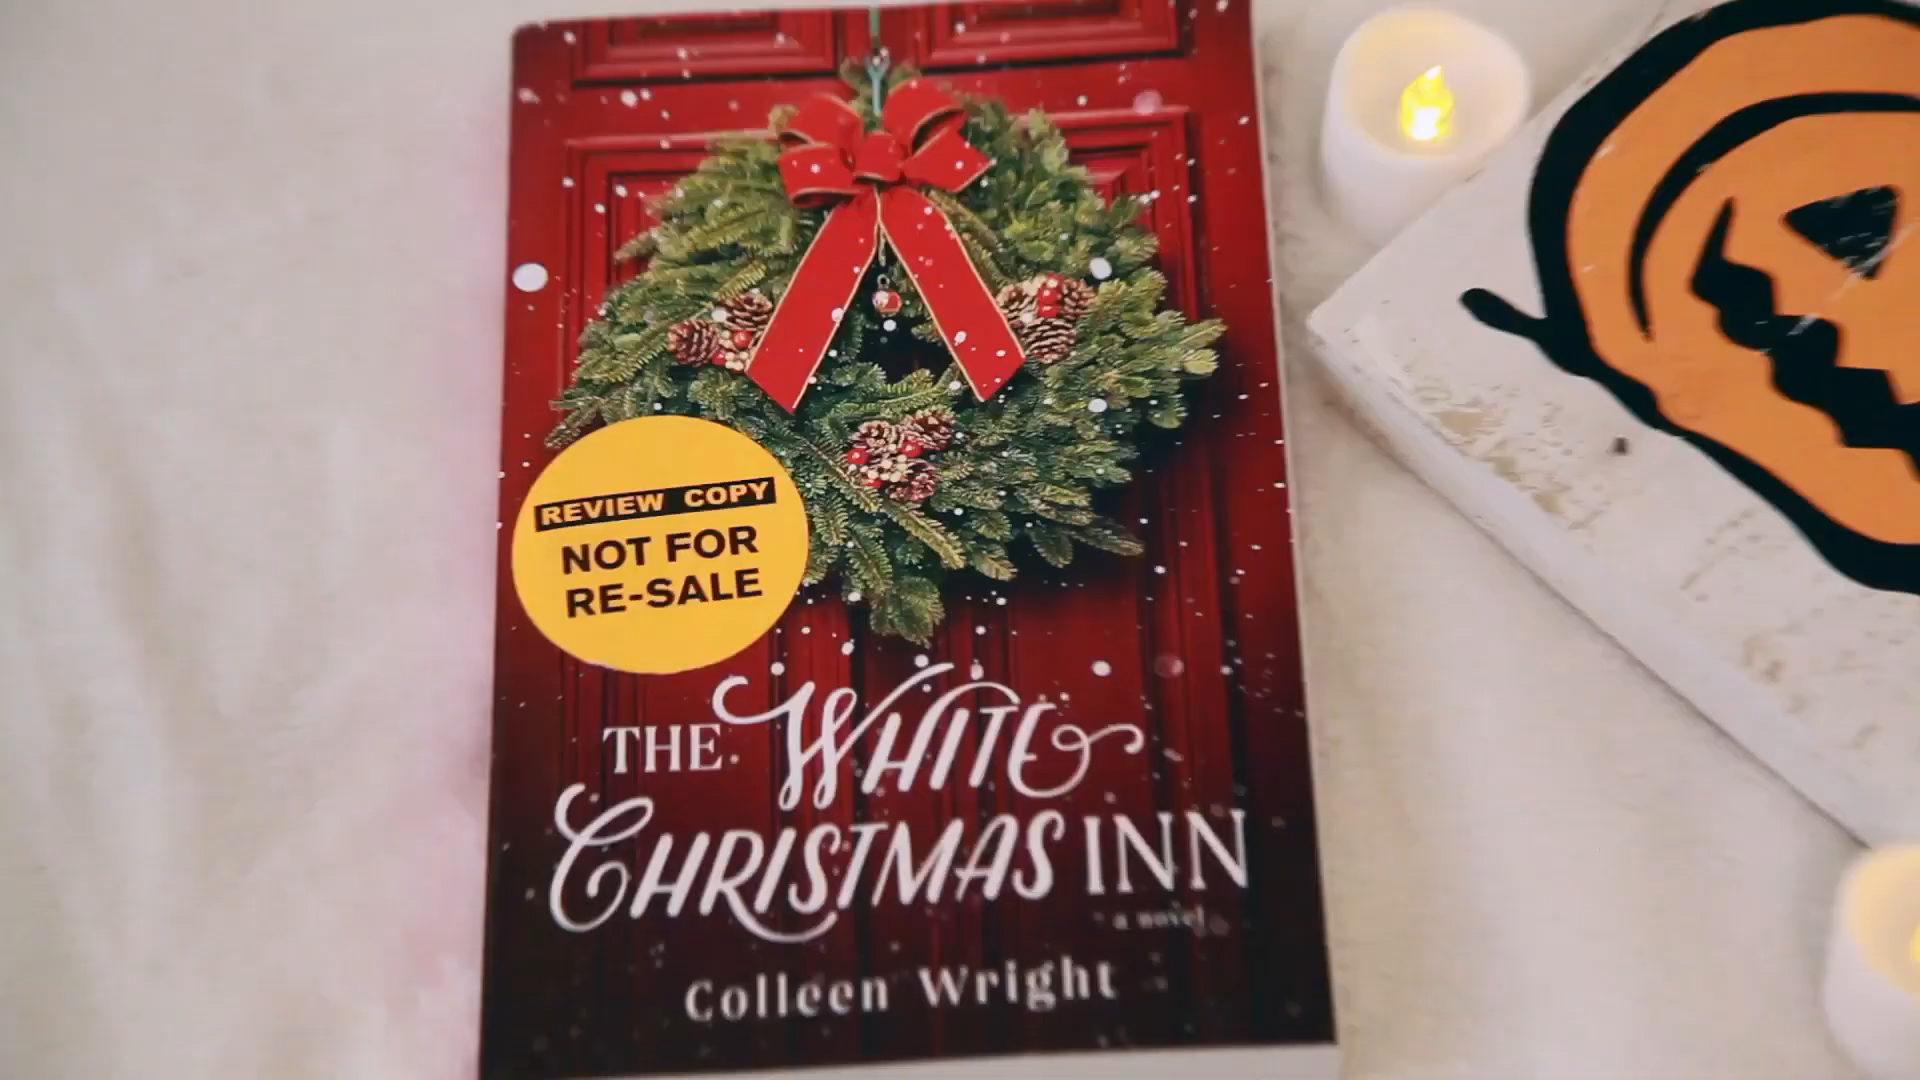 REVIEW COPY
NOT FOR
RE-SALE
THE WHITE
CHRISTMAS INN
a novel
Colleen Wright